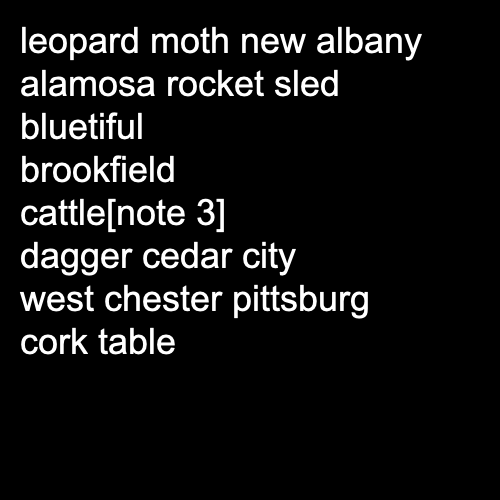 leopard moth new albany
alamosa rocket sled
bluetiful
brookfield
cattle[note 3]
dagger cedar city
west chester pittsburg
cork table